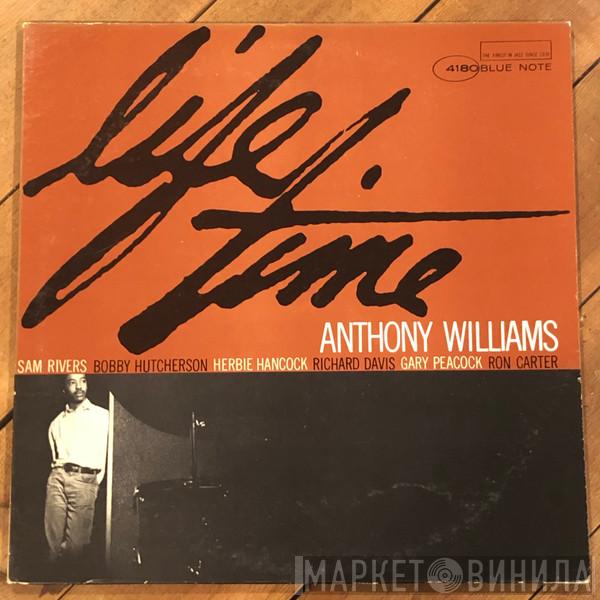 THE FINEST IN JAZZ SINCE 1939
4180 BLUE NOTE
life time
ANTHONY WILLIAMS
SAM RIVERS BOBBY HUTCHERSON HERBIE HANCOCK RICHARD DAVIS GARY PEACOCK RON CARTER
МАРКЕТ ВИНИЛА